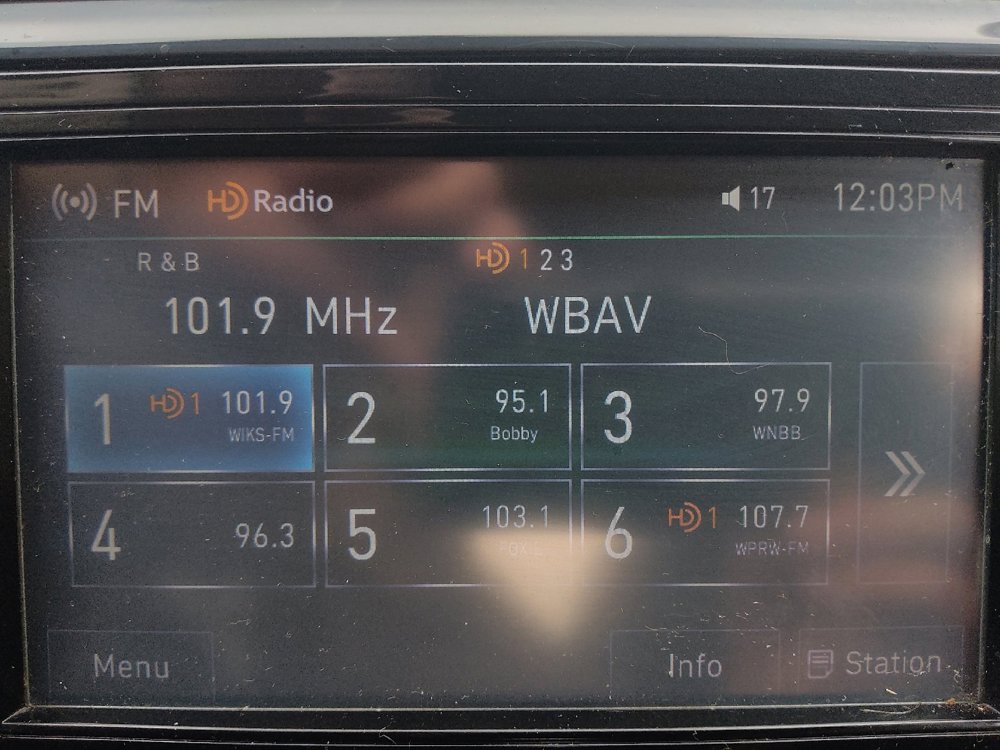 FM HD Radio 17 12:03PM
R & B HD 1 2 3
101.9 MHz WBAV
1 HD 1 101.9
WIKS-FM
2 95.1
Bobby
3 97.9
WNBB
4 96.3
5 103.1
6 HD 1 107.7
WPRW-FM
Menu Info Station